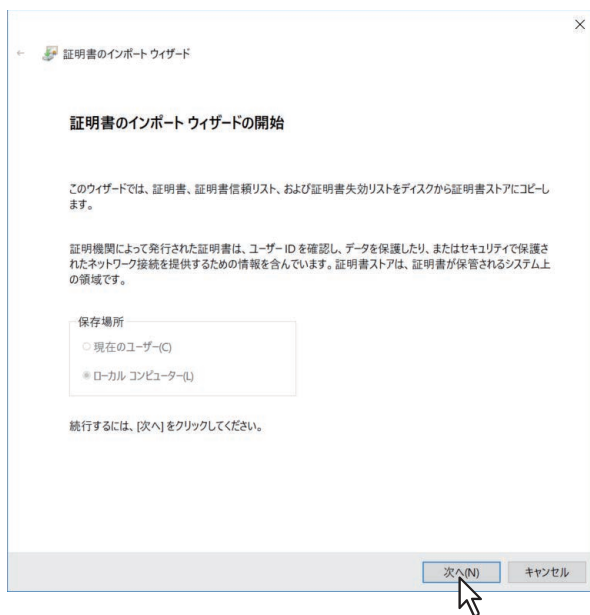 証明書のインポート ウィザード
証明書のインポート ウィザードの開始
このウィザードでは、証明書、証明書信頼リスト、および証明書失効リストをディスクから証明書ストアにコピーし
ます。
証明機関によって発行された証明書は、ユーザー ID を確認し、データを保護したり、またはセキュリティで保護さ
れたネットワーク接続を提供するための情報を含んでいます。証明書ストアは、証明書が保管されるシステム上
の領域です。
保存場所
現在のユーザー(C)
ローカル コンピューター(L)
続行するには、[次へ] をクリックしてください。
次へ(N) キャンセル